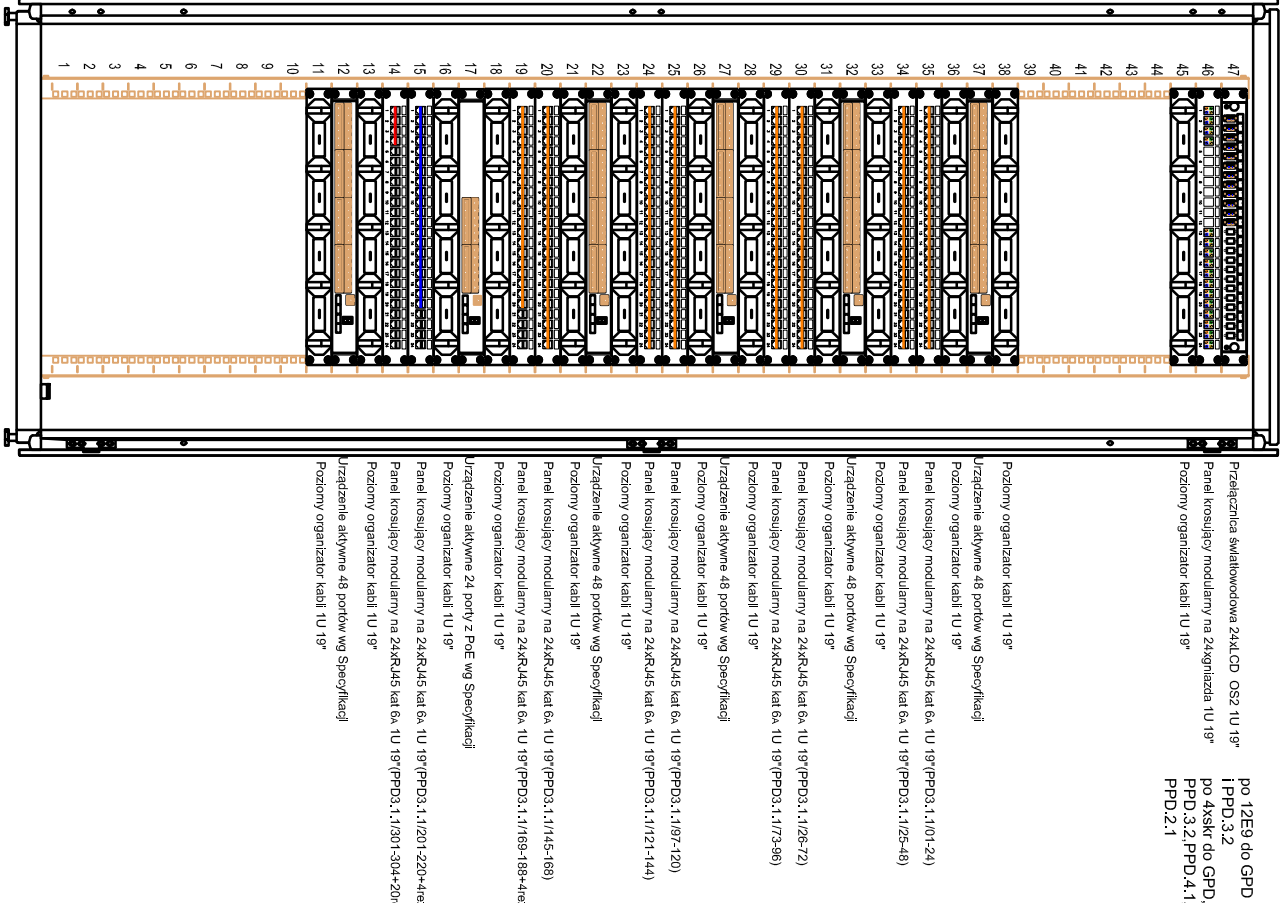 47 Przełącznica światłowodowa 24xLCD OS2 1U 19" po 12E9 do GPD
i PPD.3.2
46 Panel krosujący modularny na 24xgniazda 1U 19" po 4xskr do GPD,
PPD.3.2,PPD.4.1
45 Poziomy organizator kabli 1U 19" PPD.2.1
44
43
42
41
40
39
38 Poziomy organizator kabli 1U 19"
37 Urządzenie aktywne 48 portów wg Specyfikacji
36 Poziomy organizator kabli 1U 19"
35 Panel krosujący modularny na 24xRJ45 kat 6A 1U 19"(PPD3.1.1/01-24)
34 Panel krosujący modularny na 24xRJ45 kat 6A 1U 19"(PPD3.1.1/25-48)
33 Poziomy organizator kabli 1U 19"
32 Urządzenie aktywne 48 portów wg Specyfikacji
31 Poziomy organizator kabli 1U 19"
30 Panel krosujący modularny na 24xRJ45 kat 6A 1U 19"(PPD3.1.1/26-72)
29 Panel krosujący modularny na 24xRJ45 kat 6A 1U 19"(PPD3.1.1/73-96)
28 Poziomy organizator kabli 1U 19"
27 Urządzenie aktywne 48 portów wg Specyfikacji
26 Poziomy organizator kabli 1U 19"
25 Panel krosujący modularny na 24xRJ45 kat 6A 1U 19"(PPD3.1.1/97-120)
24 Panel krosujący modularny na 24xRJ45 kat 6A 1U 19"(PPD3.1.1/121-144)
23 Poziomy organizator kabli 1U 19"
22 Urządzenie aktywne 48 portów wg Specyfikacji
21 Poziomy organizator kabli 1U 19"
20 Panel krosujący modularny na 24xRJ45 kat 6A 1U 19"(PPD3.1.1/145-168)
19 Panel krosujący modularny na 24xRJ45 kat 6A 1U 19"(PPD3.1.1/169-188+4re
18 Poziomy organizator kabli 1U 19"
17 Urządzenie aktywne 24 porty z PoE wg Specyfikacji
16 Poziomy organizator kabli 1U 19"
15 Panel krosujący modularny na 24xRJ45 kat 6A 1U 19"(PPD3.1.1/201-220+4re
14 Panel krosujący modularny na 24xRJ45 kat 6A 1U 19"(PPD3.1.1/301-304+20r
13 Poziomy organizator kabli 1U 19"
12 Urządzenie aktywne 48 portów wg Specyfikacji
11 Poziomy organizator kabli 1U 19"
10
9
8
7
6
5
4
3
2
1